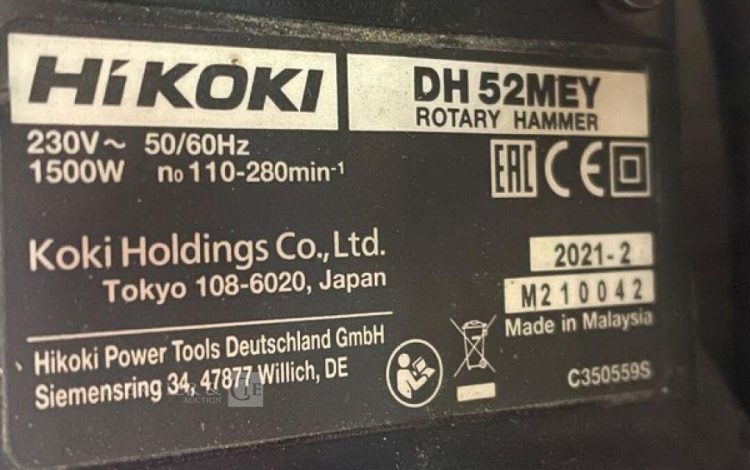 HiKOKI
DH 52MEY
ROTARY HAMMER
230V~ 50/60Hz
1500W n₀ 110-280min-¹
EAC CE
Koki Holdings Co.,Ltd.
Tokyo 108-6020, Japan
2021-2
M210042
Made in Malaysia
Hikoki Power Tools Deutschland GmbH
Siemensring 34, 47877 Willich, DE
C350559S
AUCTION